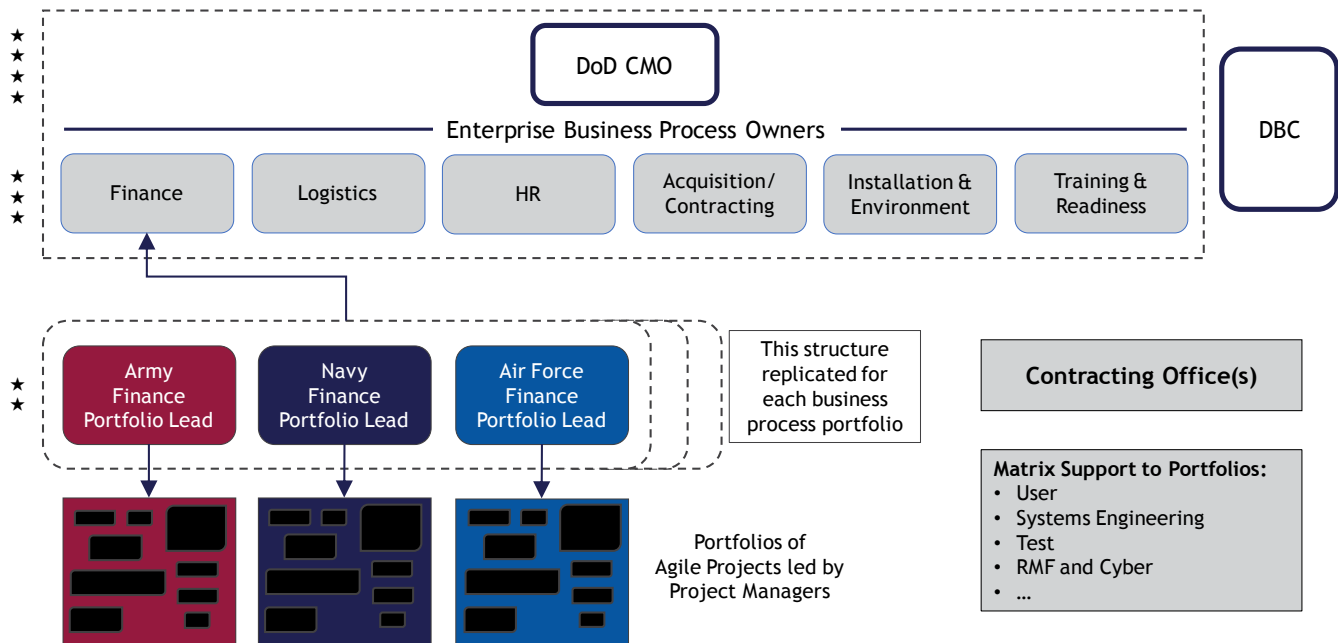 DoD CMO
DBC
Enterprise Business Process Owners
Finance
Logistics
HR
Acquisition/
Contracting
Installation &
Environment
Training &
Readiness
Army
Finance
Portfolio Lead
Navy
Finance
Portfolio Lead
Air Force
Finance
Portfolio Lead
This structure
replicated for
each business
process portfolio
Contracting Office(s)
Matrix Support to Portfolios:
• User
• Systems Engineering
• Test
• RMF and Cyber
• …
Portfolios of
Agile Projects led by
Project Managers